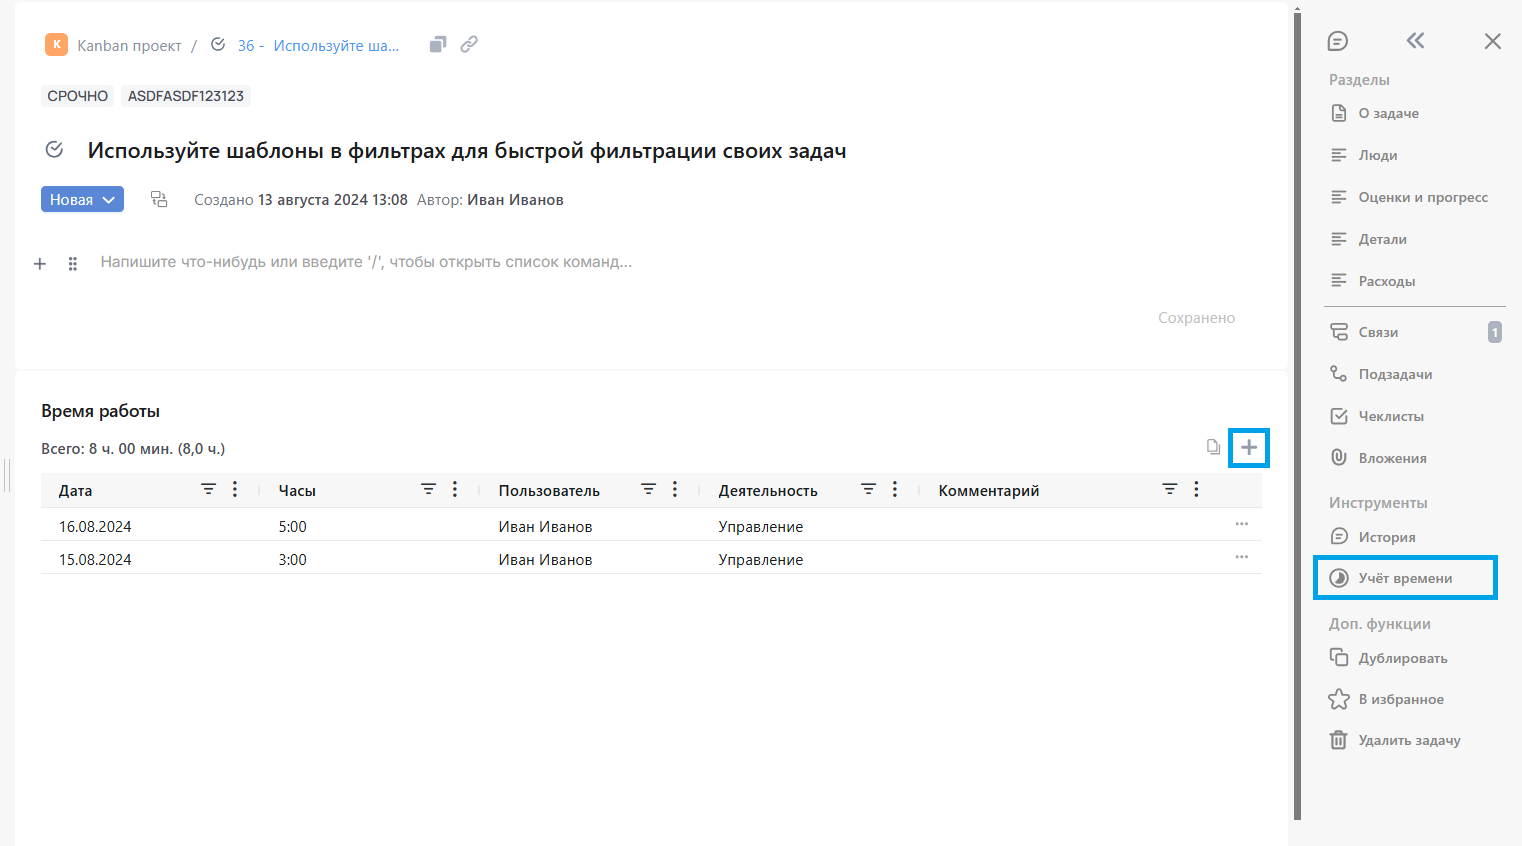 K Kanban проект / 36 - Используйте ша...
СРОЧНО ASDFASDF123123
Используйте шаблоны в фильтрах для быстрой фильтрации своих задач
Новая Создано 13 августа 2024 13:08 Автор: Иван Иванов
Напишите что-нибудь или введите '/', чтобы открыть список команд...
Сохранено
Время работы
Всего: 8 ч. 00 мин. (8,0 ч.)
Дата Часы Пользователь Деятельность Комментарий
16.08.2024 5:00 Иван Иванов Управление
15.08.2024 3:00 Иван Иванов Управление
Разделы
О задаче
Люди
Оценки и прогресс
Детали
Расходы
Связи 1
Подзадачи
Чеклисты
Вложения
Инструменты
История
Учёт времени
Доп. функции
Дублировать
В избранное
Удалить задачу